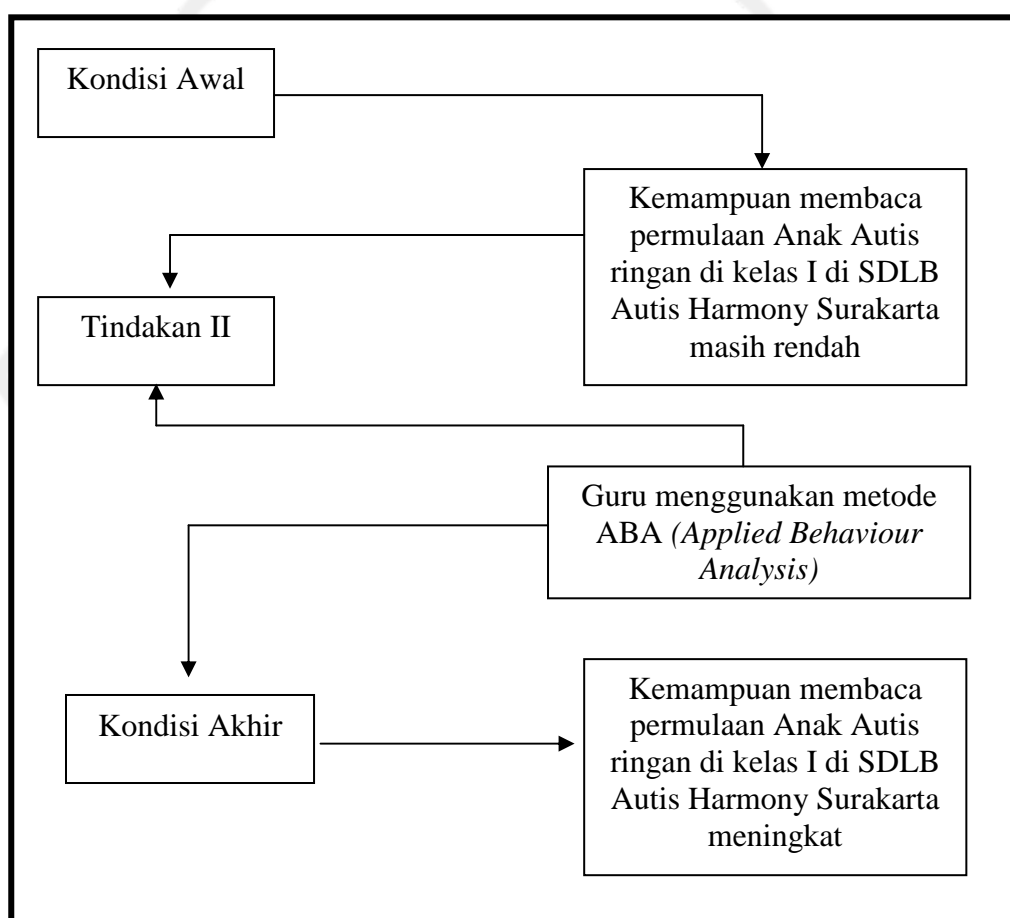 Kondisi Awal
Kemampuan membaca
permulaan Anak Autis
ringan di kelas I di SDLB
Autis Harmony Surakarta
masih rendah
Tindakan II
Guru menggunakan metode
ABA (Applied Behaviour
Analysis)
Kondisi Akhir
Kemampuan membaca
permulaan Anak Autis
ringan di kelas I di SDLB
Autis Harmony Surakarta
meningkat